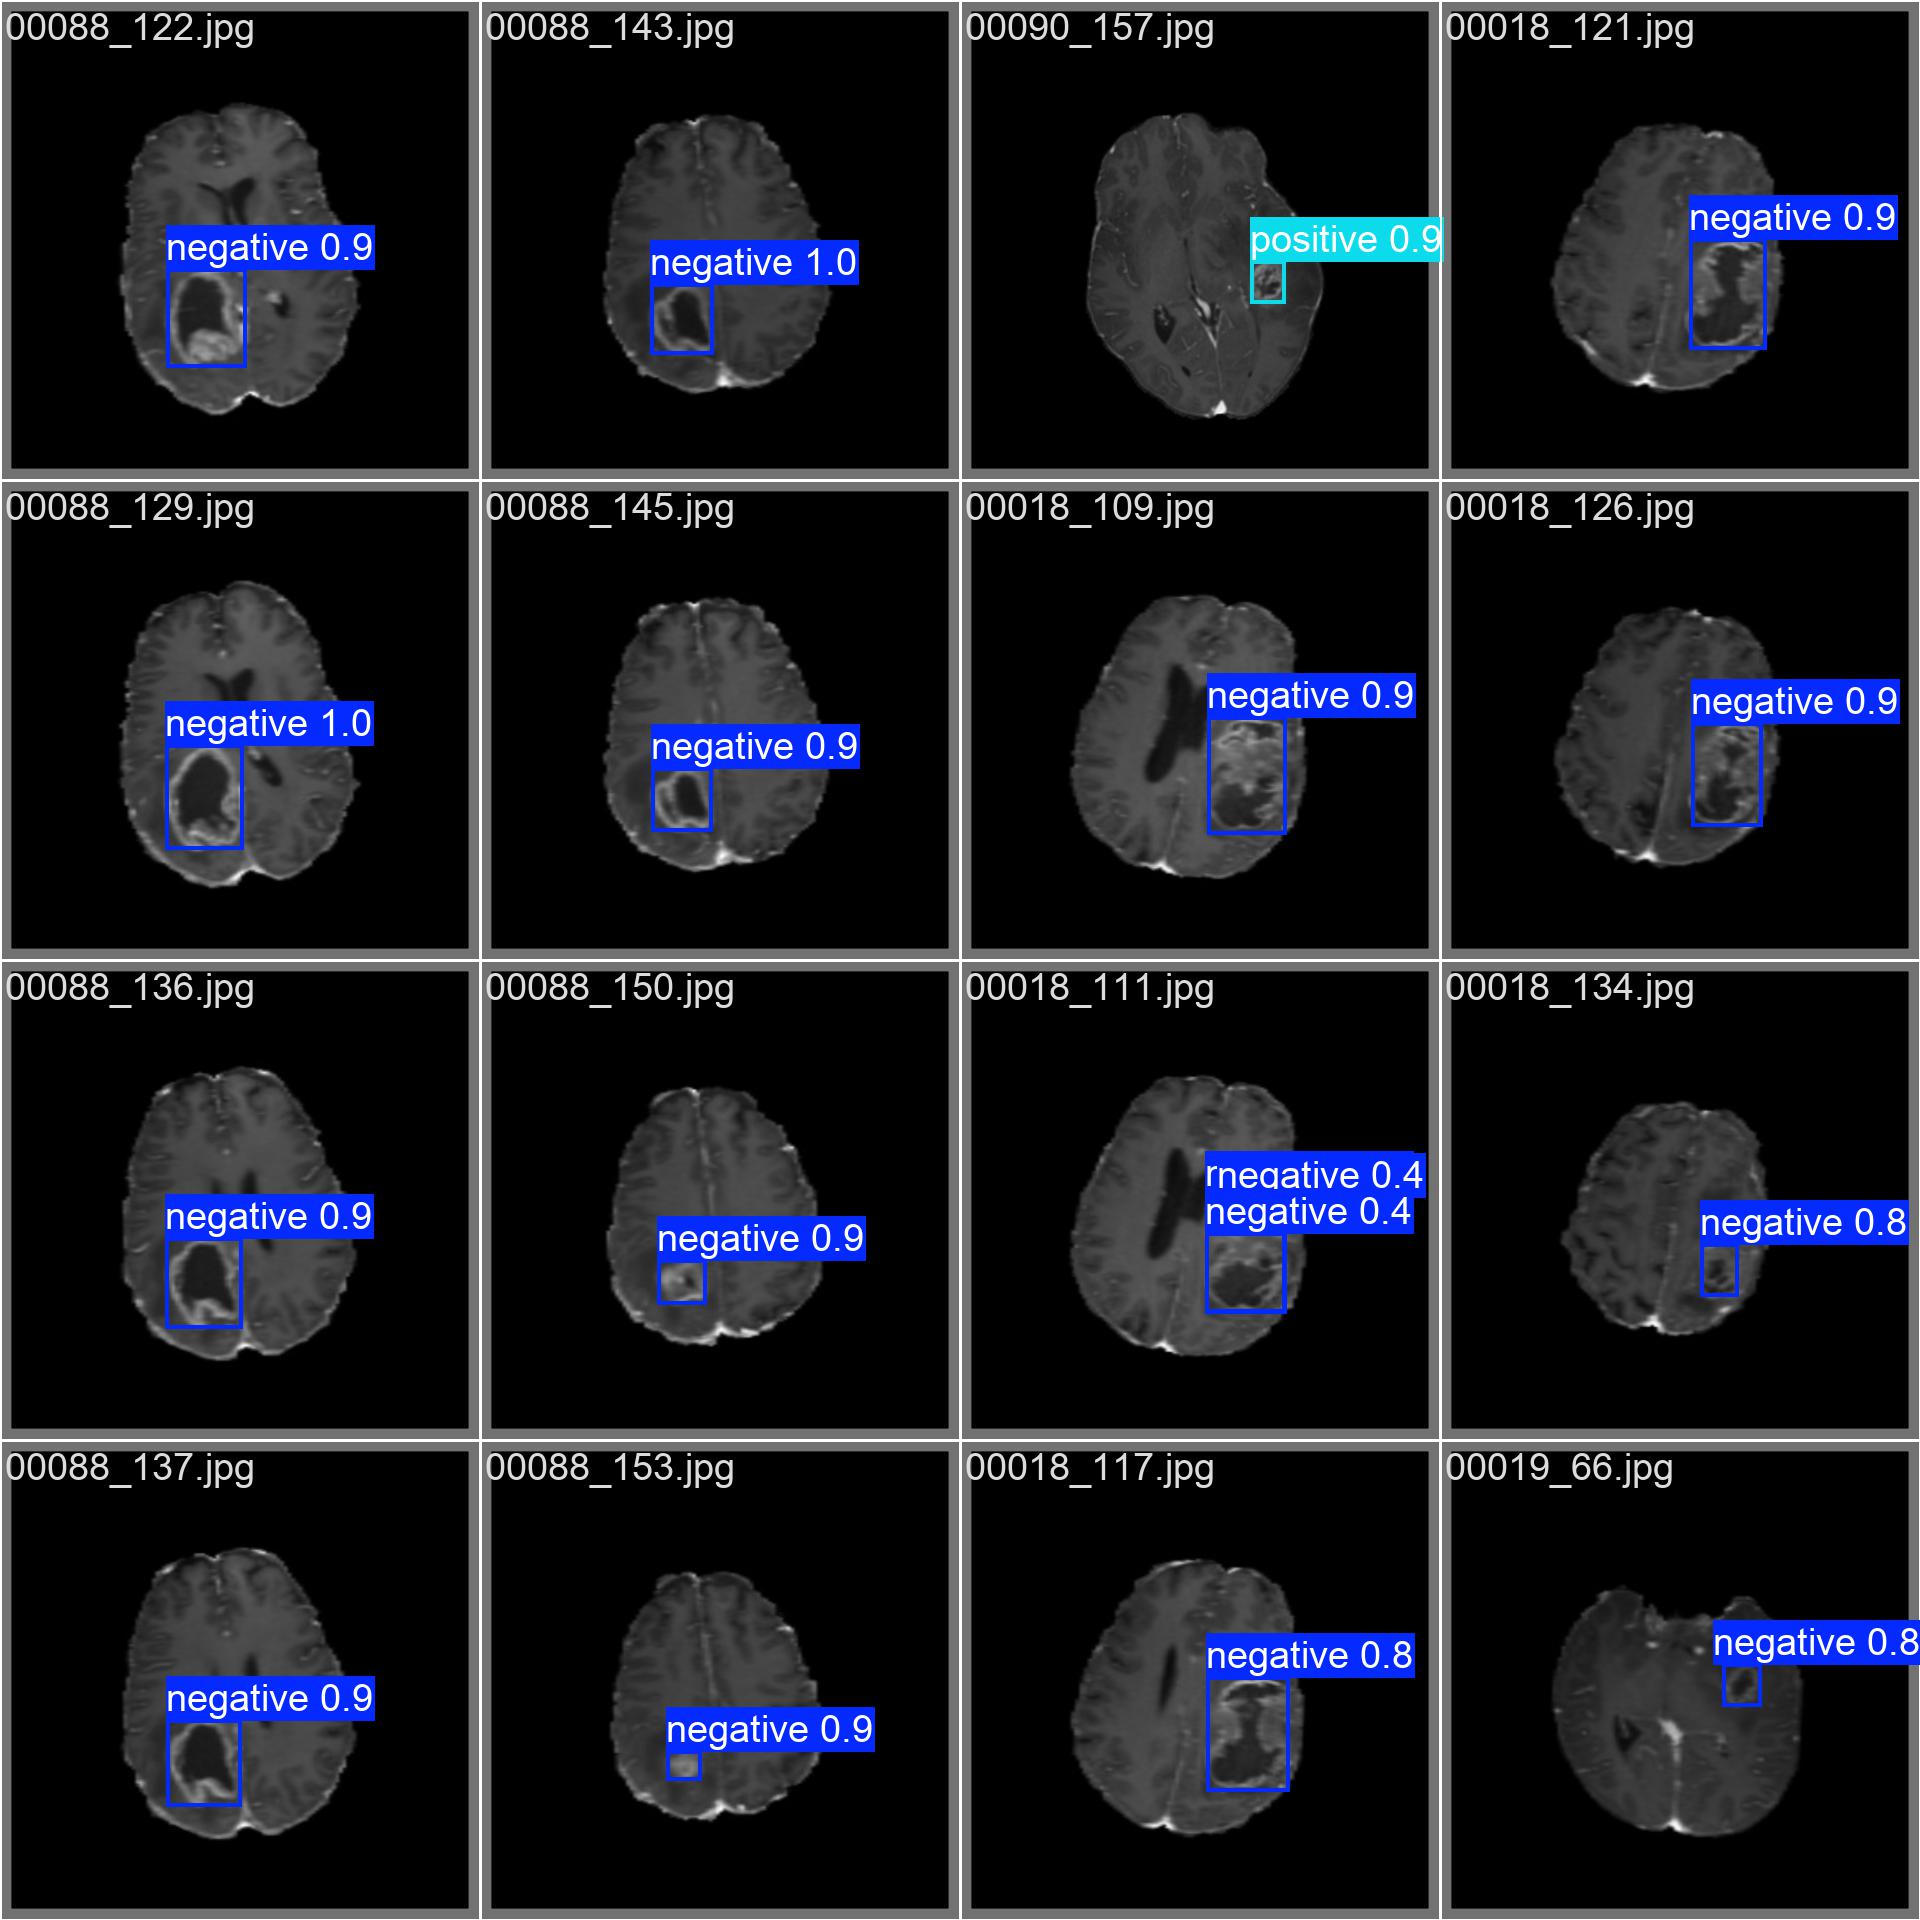 00088_122.jpg
negative 0.9
00088_143.jpg
negative 1.0
00090_157.jpg
positive 0.9
00018_121.jpg
negative 0.9
00088_129.jpg
negative 1.0
00088_145.jpg
negative 0.9
00018_109.jpg
negative 0.9
00018_126.jpg
negative 0.9
00088_136.jpg
negative 0.9
00088_150.jpg
negative 0.9
00018_111.jpg
negative 0.4
negative 0.4
00018_134.jpg
negative 0.8
00088_137.jpg
negative 0.9
00088_153.jpg
negative 0.9
00018_117.jpg
negative 0.8
00019_66.jpg
negative 0.8